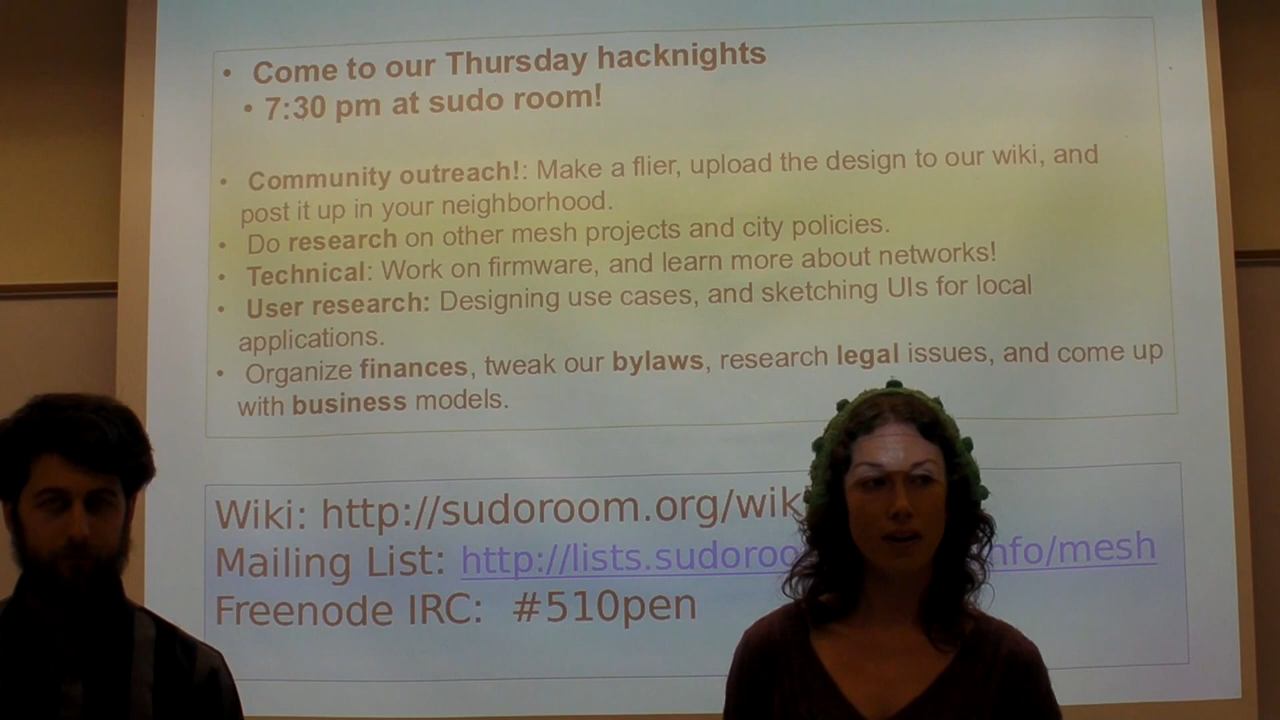 • Come to our Thursday hacknights
• 7:30 pm at sudo room!
• Community outreach!: Make a flier, upload the design to our wiki, and
post it up in your neighborhood.
• Do research on other mesh projects and city policies.
• Technical: Work on firmware, and learn more about networks!
• User research: Designing use cases, and sketching UIs for local
applications.
• Organize finances, tweak our bylaws, research legal issues, and come up
with business models.
Wiki: http://sudoroom.org/wik
Mailing List: http://lists.sudoroo nfo/mesh
Freenode IRC: #510pen